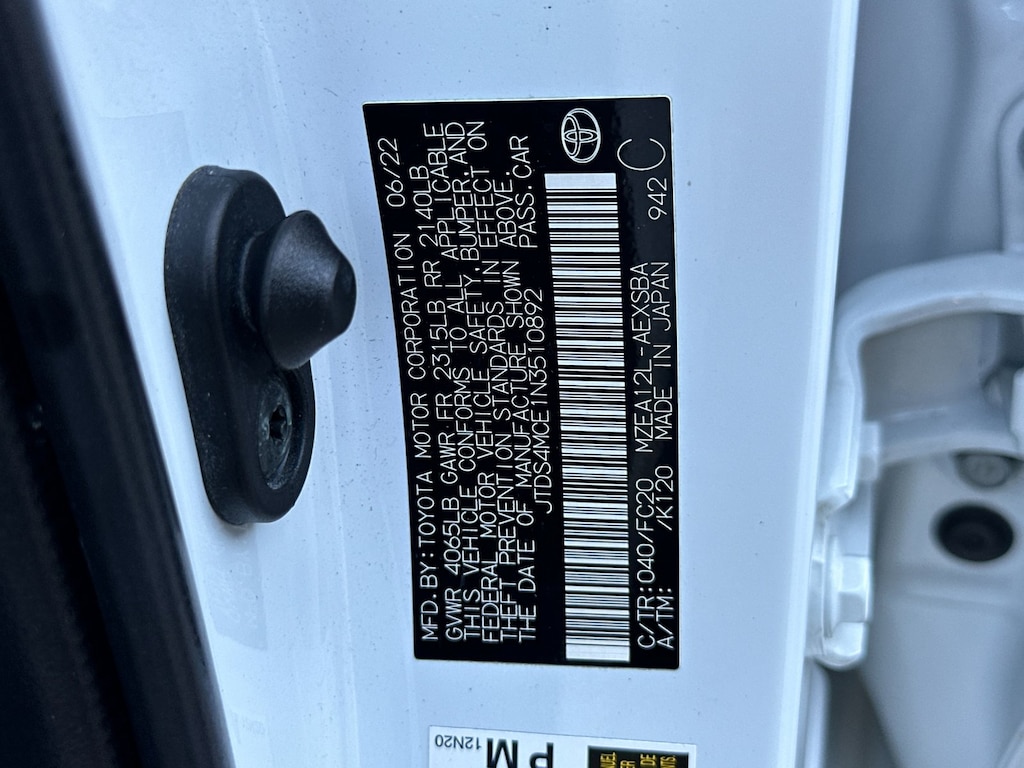 MFD.BY:TOYOTA MOTOR CORPORATION 06/22
GVWR 4065LB GAWR FR 2315LB RR 2140LB
THIS VEHICLE CONFORMS TO ALL APPLICABLE
FEDERAL MOTOR VEHICLE SAFETY,BUMPER,AND
THEFT PREVENTION STANDARDS IN EFFECT ON
THE DATE OF MANUFACTURE SHOWN ABOVE.
JTDS4MCE1N3510892 PASS.CAR
C/TR:040/FC20 MZEA12L-AEXSBA 942 C
A/TM: /K120 MADE IN JAPAN
12N20
PM
DE